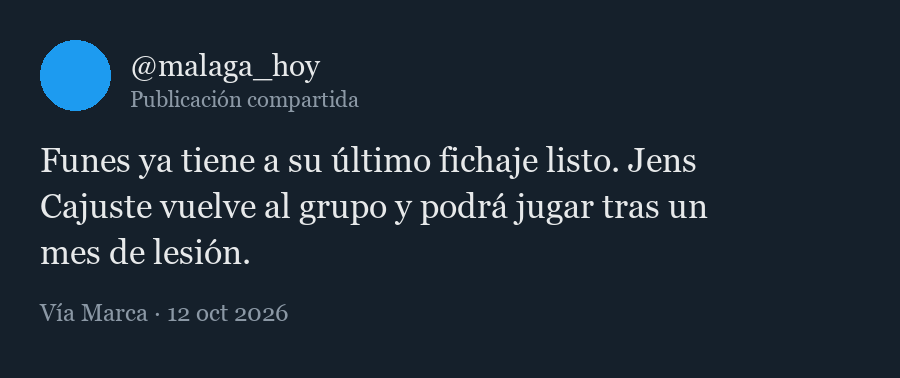 @malaga_hoy
Publicación compartida
Funes ya tiene a su último fichaje listo. Jens
Cajuste vuelve al grupo y podrá jugar tras un
mes de lesión.
Vía Marca · 12 oct 2026